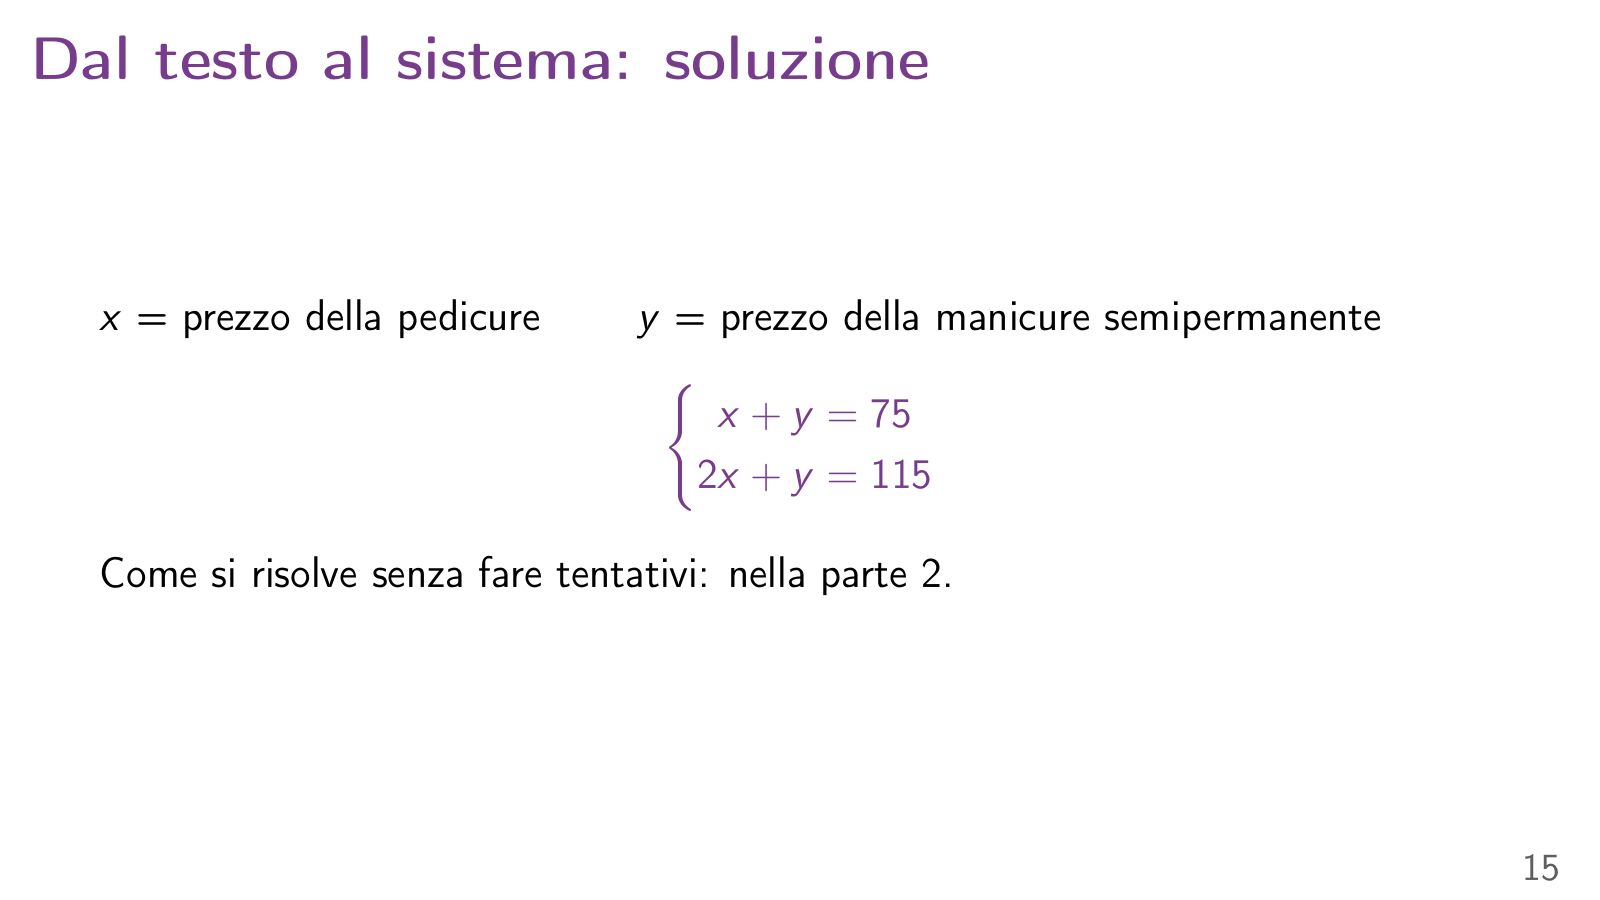 Dal testo al sistema: soluzione
x = prezzo della pedicure y = prezzo della manicure semipermanente
x + y = 75
2x + y = 115
Come si risolve senza fare tentativi: nella parte 2.
15